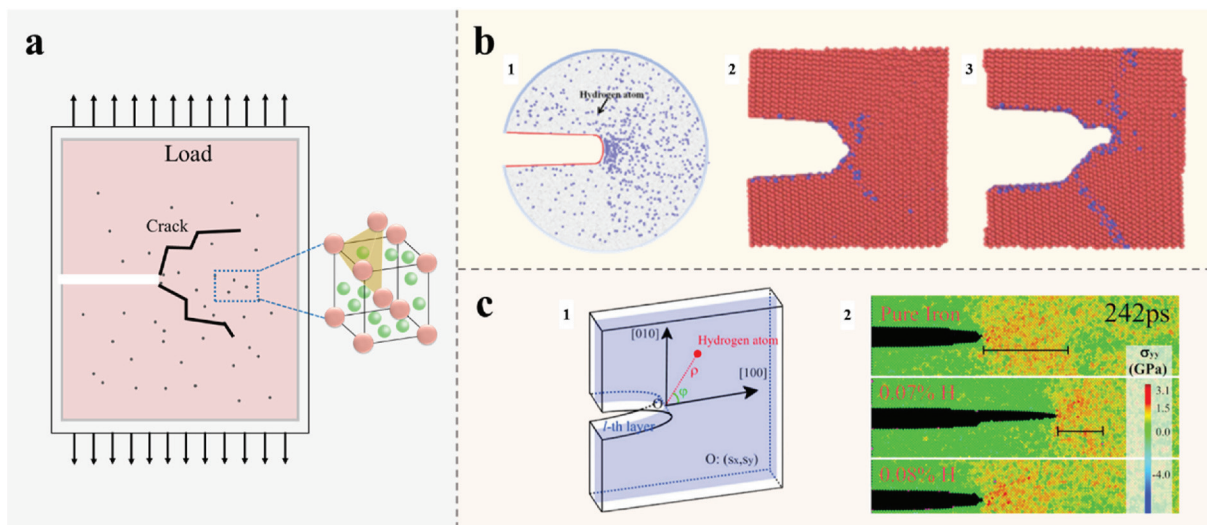 a
Load
Crack
b
1
Hydrogen atom
2
3
c
1
[010]
Hydrogen atom
ρ
[100]
φ
O
l-th layer
O: (sx,sy)
2
Pure Iron
242ps
σyy
(GPa)
0.07% H
3.1
1.5
0.0
-4.0
0.08% H